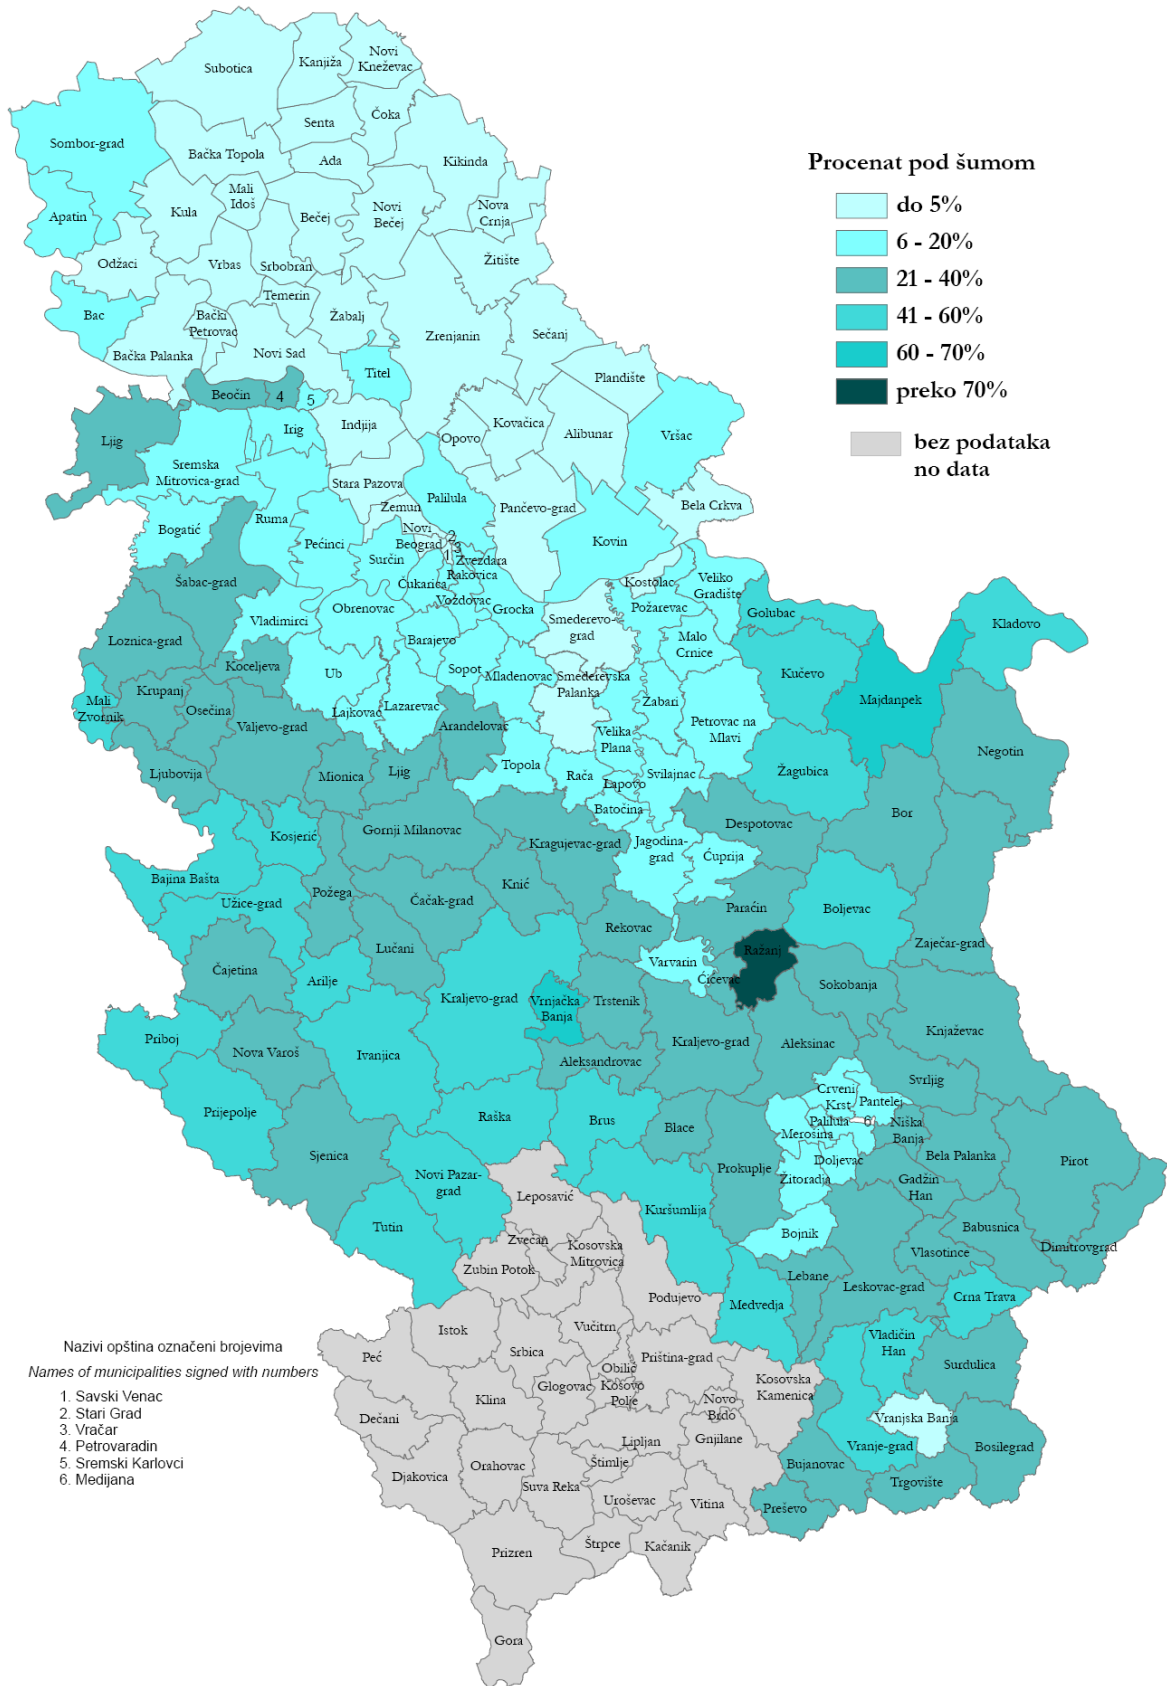 Subotica
Kanjiža
Novi
Kneževac
Senta
Čoka
Sombor-grad
Bačka Topola
Ada
Kikinda
Mali
Idoš
Apatin
Kula
Bečej
Novi
Bečej
Nova
Crnja
Odžaci
Vrbas
Srbobran
Žitište
Temerin
Bac
Bački
Petrovac
Žabalj
Zrenjanin
Sečanj
Bačka Palanka
Novi Sad
Titel
Plandište
Beočin
4
5
Ljig
Irig
Indjija
Opovo
Kovačica
Alibunar
Vršac
Sremska
Mitrovica-grad
Stara Pazova
Palilula
Pančevo-grad
Bela Crkva
Zemun
Bogatić
Ruma
Pećinci
Novi
Beograd
2
3
1
Surčin
Zvezdara
Rakovica
Čukarica
Voždovac
Kovin
Grocka
Šabac-grad
Obrenovac
Vladimirci
Kostolac
Veliko
Gradište
Požarevac
Smederevo-
grad
Golubac
Kladovo
Loznica-grad
Barajevo
Malo
Crnice
Koceljeva
Ub
Sopot
Mladenovac
Smederevska
Palanka
Kučevo
Krupanj
Mali
Zvornik
Osečina
Valjevo-grad
Lajkovac
Lazarevac
Arandelovac
Žabari
Majdanpek
Petrovac na
Mlavi
Velika
Plana
Negotin
Ljubovija
Mionica
Ljig
Topola
Rača
Svilajnac
Žagubica
Lapovo
Batočina
Bor
Kosjerić
Gornji Milanovac
Kragujevac-grad
Despotovac
Jagodina-
grad
Ćuprija
Bajina Bašta
Užice-grad
Požega
Čačak-grad
Knić
Paraćin
Boljevac
Rekovac
Zaječar-grad
Lučani
Ražanj
Varvarin
Ćićevac
Čajetina
Arilje
Kraljevo-grad
Vrnjačka
Banja
Trstenik
Sokobanja
Knjaževac
Priboj
Nova Varoš
Ivanjica
Kraljevo-grad
Aleksinac
Aleksandrovac
Svrljig
Prijepolje
Raška
Brus
Blace
Crveni
Krst
Pantelej
Palilula
6
Merošina
Niška
Banja
Sjenica
Prokuplje
Doljevac
Bela Palanka
Pirot
Novi Pazar-
grad
Žitoradja
Gadžin
Han
Leposavić
Kuršumlija
Tutin
Bojnik
Babusnica
Zvečan
Kosovska
Mitrovica
Vlasotince
Dimitrovgrad
Zubin Potok
Lebane
Leskovac-grad
Podujevo
Medvedja
Crna Trava
Istok
Vučitrn
Vladičin
Han
Peć
Srbica
Priština-grad
Surdulica
Obilić
Kosovska
Kamenica
Glogovac
Kosovo
Polje
Klina
Novo
Brdo
Dečani
Vranjska Banja
Lipljan
Gnjilane
Vranje-grad
Bosilegrad
Orahovac
Štimlje
Bujanovac
Djakovica
Suva Reka
Trgovište
Uroševac
Vitina
Preševo
Prizren
Štrpce
Kačanik
Gora
Procenat pod šumom
do 5%
6 - 20%
21 - 40%
41 - 60%
60 - 70%
preko 70%
bez podataka
no data
Nazivi opština označeni brojevima
Names of municipalities signed with numbers
1. Savski Venac
2. Stari Grad
3. Vračar
4. Petrovaradin
5. Sremski Karlovci
6. Medijana